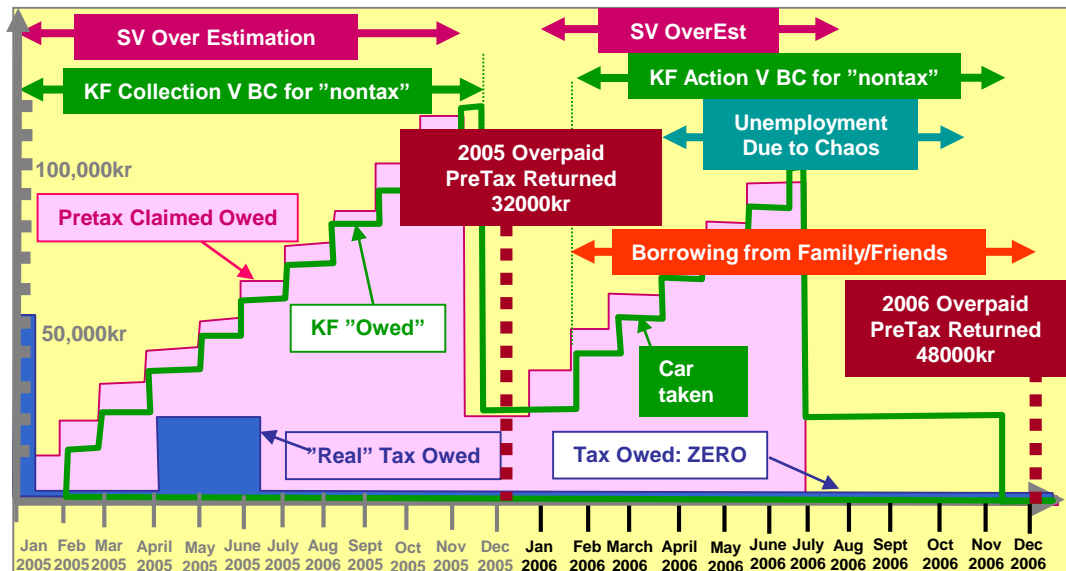 SV Over Estimation
SV OverEst
KF Collection V BC for ”nontax”
KF Action V BC for ”nontax”
Unemployment
Due to Chaos
2005 Overpaid
PreTax Returned
32000kr
100,000kr
Pretax Claimed Owed
Borrowing from Family/Friends
2006 Overpaid
PreTax Returned
48000kr
50,000kr
KF ”Owed”
Car
taken
”Real” Tax Owed
Tax Owed: ZERO
Jan Feb Mar April May June July Aug Sept Oct Nov Dec Jan Feb March April May June July Aug Sept Oct Nov Dec
2005 2005 2005 2005 2005 2005 2005 2005 2005 2005 2005 2005 2006 2006 2006 2006 2006 2006 2006 2006 2006 2006 2006 2006